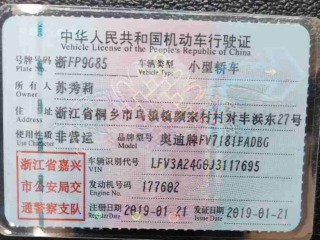 中华人民共和国机动车行驶证
Vehicle License of the People's Republic of China
号牌号码 浙FP9G85 车辆类型 小型轿车
Plate No. Vehicle Type
所有人 苏秀莉
Owner
住址 浙江省桐乡市乌镇镇颜家村村对丰浜东27号
使用性质 非营运 品牌型号 奥迪牌FV7181FADBG
浙江省嘉兴 车辆识别代号 LFV3A24G0J3117695
VIN
市公安局交 发动机号码 177602
Engine No.
通警察支队 注册日期 2019-01-21 发证日期 2019-01-21
Issue Date